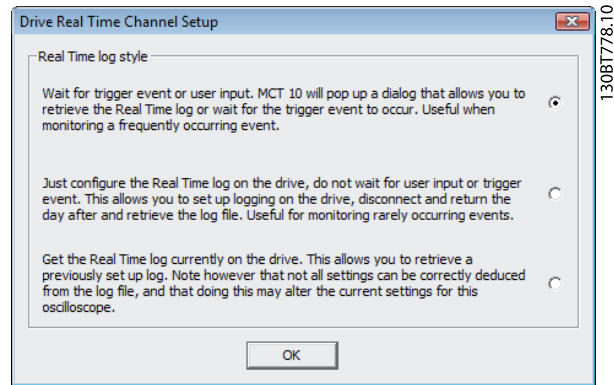 Drive Real Time Channel Setup
Real Time log style
Wait for trigger event or user input. MCT 10 will pop up a dialog that allows you to
retrieve the Real Time log or wait for the trigger event to occur. Useful when
monitoring a frequently occurring event.
Just configure the Real Time log on the drive, do not wait for user input or trigger
event. This allows you to set up logging on the drive, disconnect and return the
day after and retrieve the log file. Useful for monitoring rarely occurring events.
Get the Real Time log currently on the drive. This allows you to retrieve a
previously set up log. Note however that not all settings can be correctly deduced
from the log file, and that doing this may alter the current settings for this
oscilloscope.
OK
130BT778.10